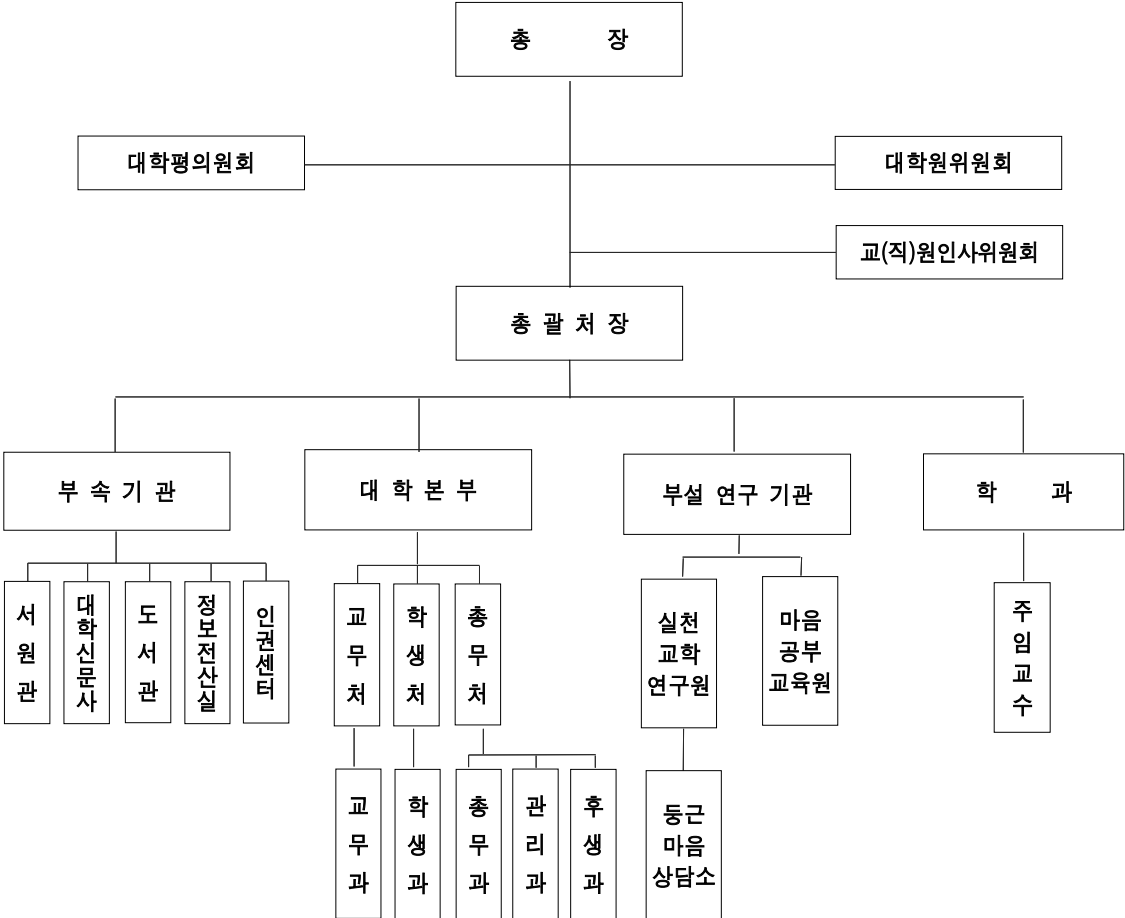 총 장
대학평의원회
대학원위원회
교(직)원인사위원회
총 괄 처 장
부 속 기 관
대 학 본 부
부설 연구 기관
학 과
서원관
대학신문사
도서관
정보전산실
인권센터
교무처
학생처
총무처
실천
교학
연구원
마음
공부
교육원
주임교수
교무과
학생과
총무과
관리과
후생과
둥근
마음
상담소